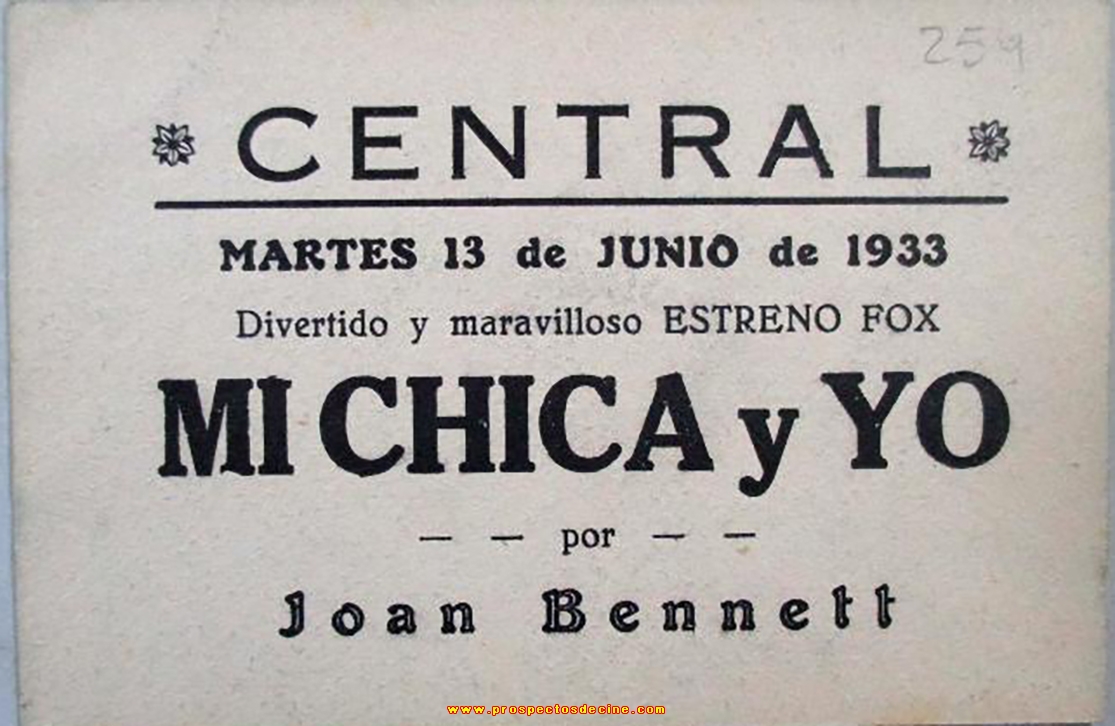 259
CENTRAL
MARTES 13 de JUNIO de 1933
Divertido y maravilloso ESTRENO FOX
MI CHICA y YO
— — por — —
Joan Bennett
www.prospectosdecine.com